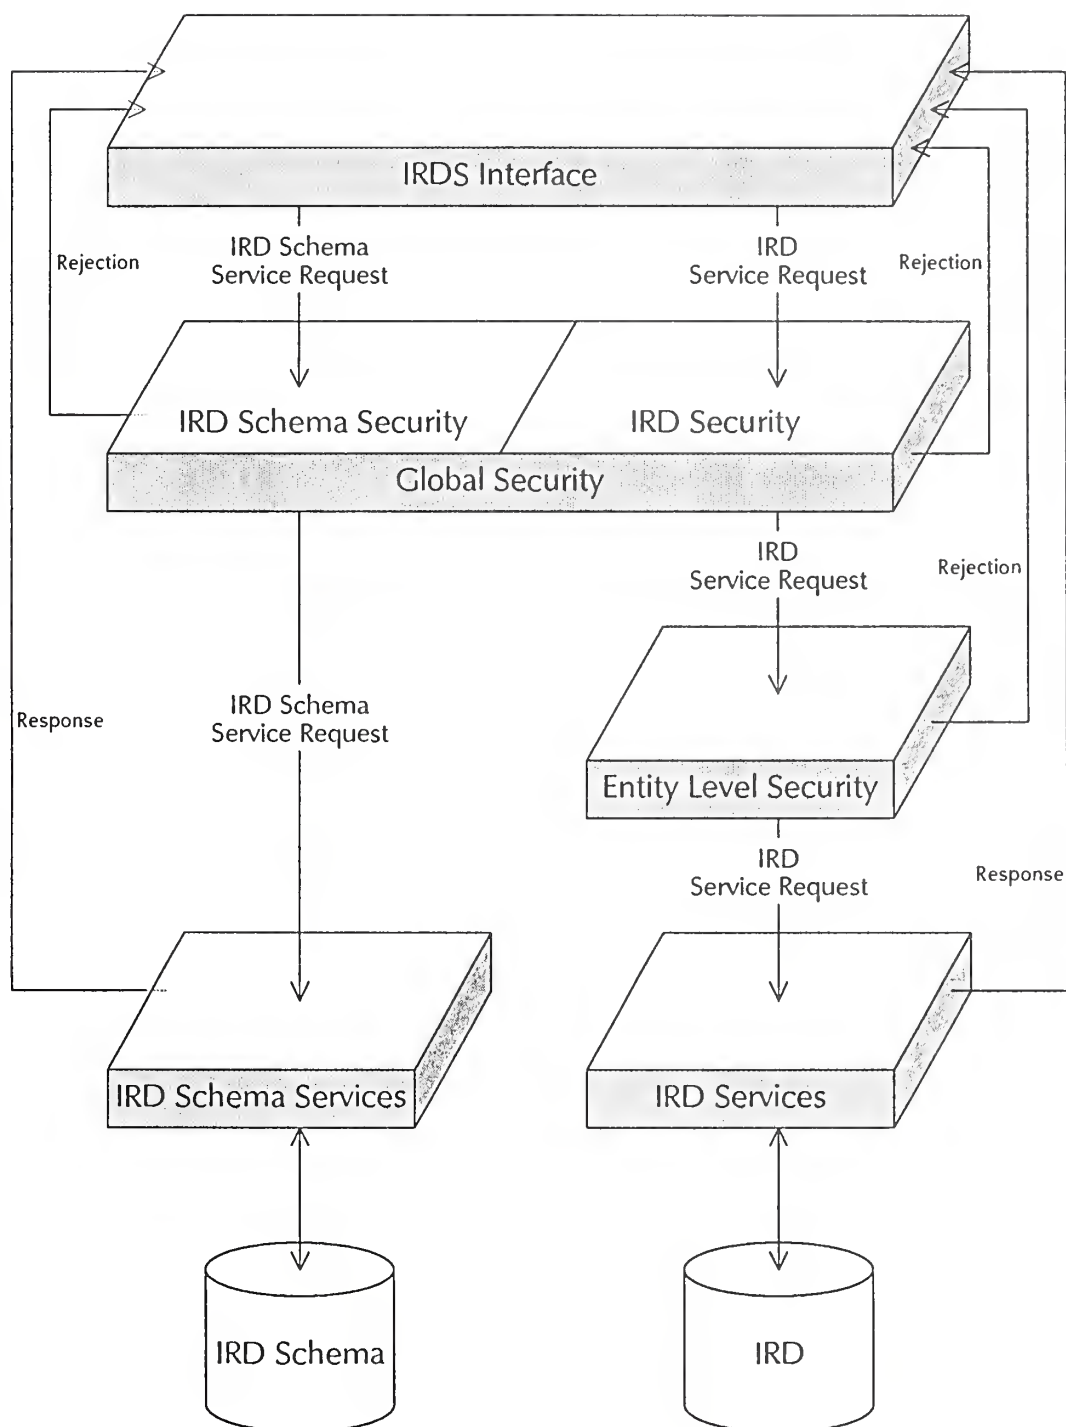 IRDS Interface
Rejection
IRD Schema
Service Request
IRD
Service Request
Rejection
IRD Schema Security
IRD Security
Global Security
IRD
Service Request
Rejection
Response
IRD Schema
Service Request
Entity Level Security
IRD
Service Request
Response
IRD Schema Services
IRD Services
IRD Schema
IRD